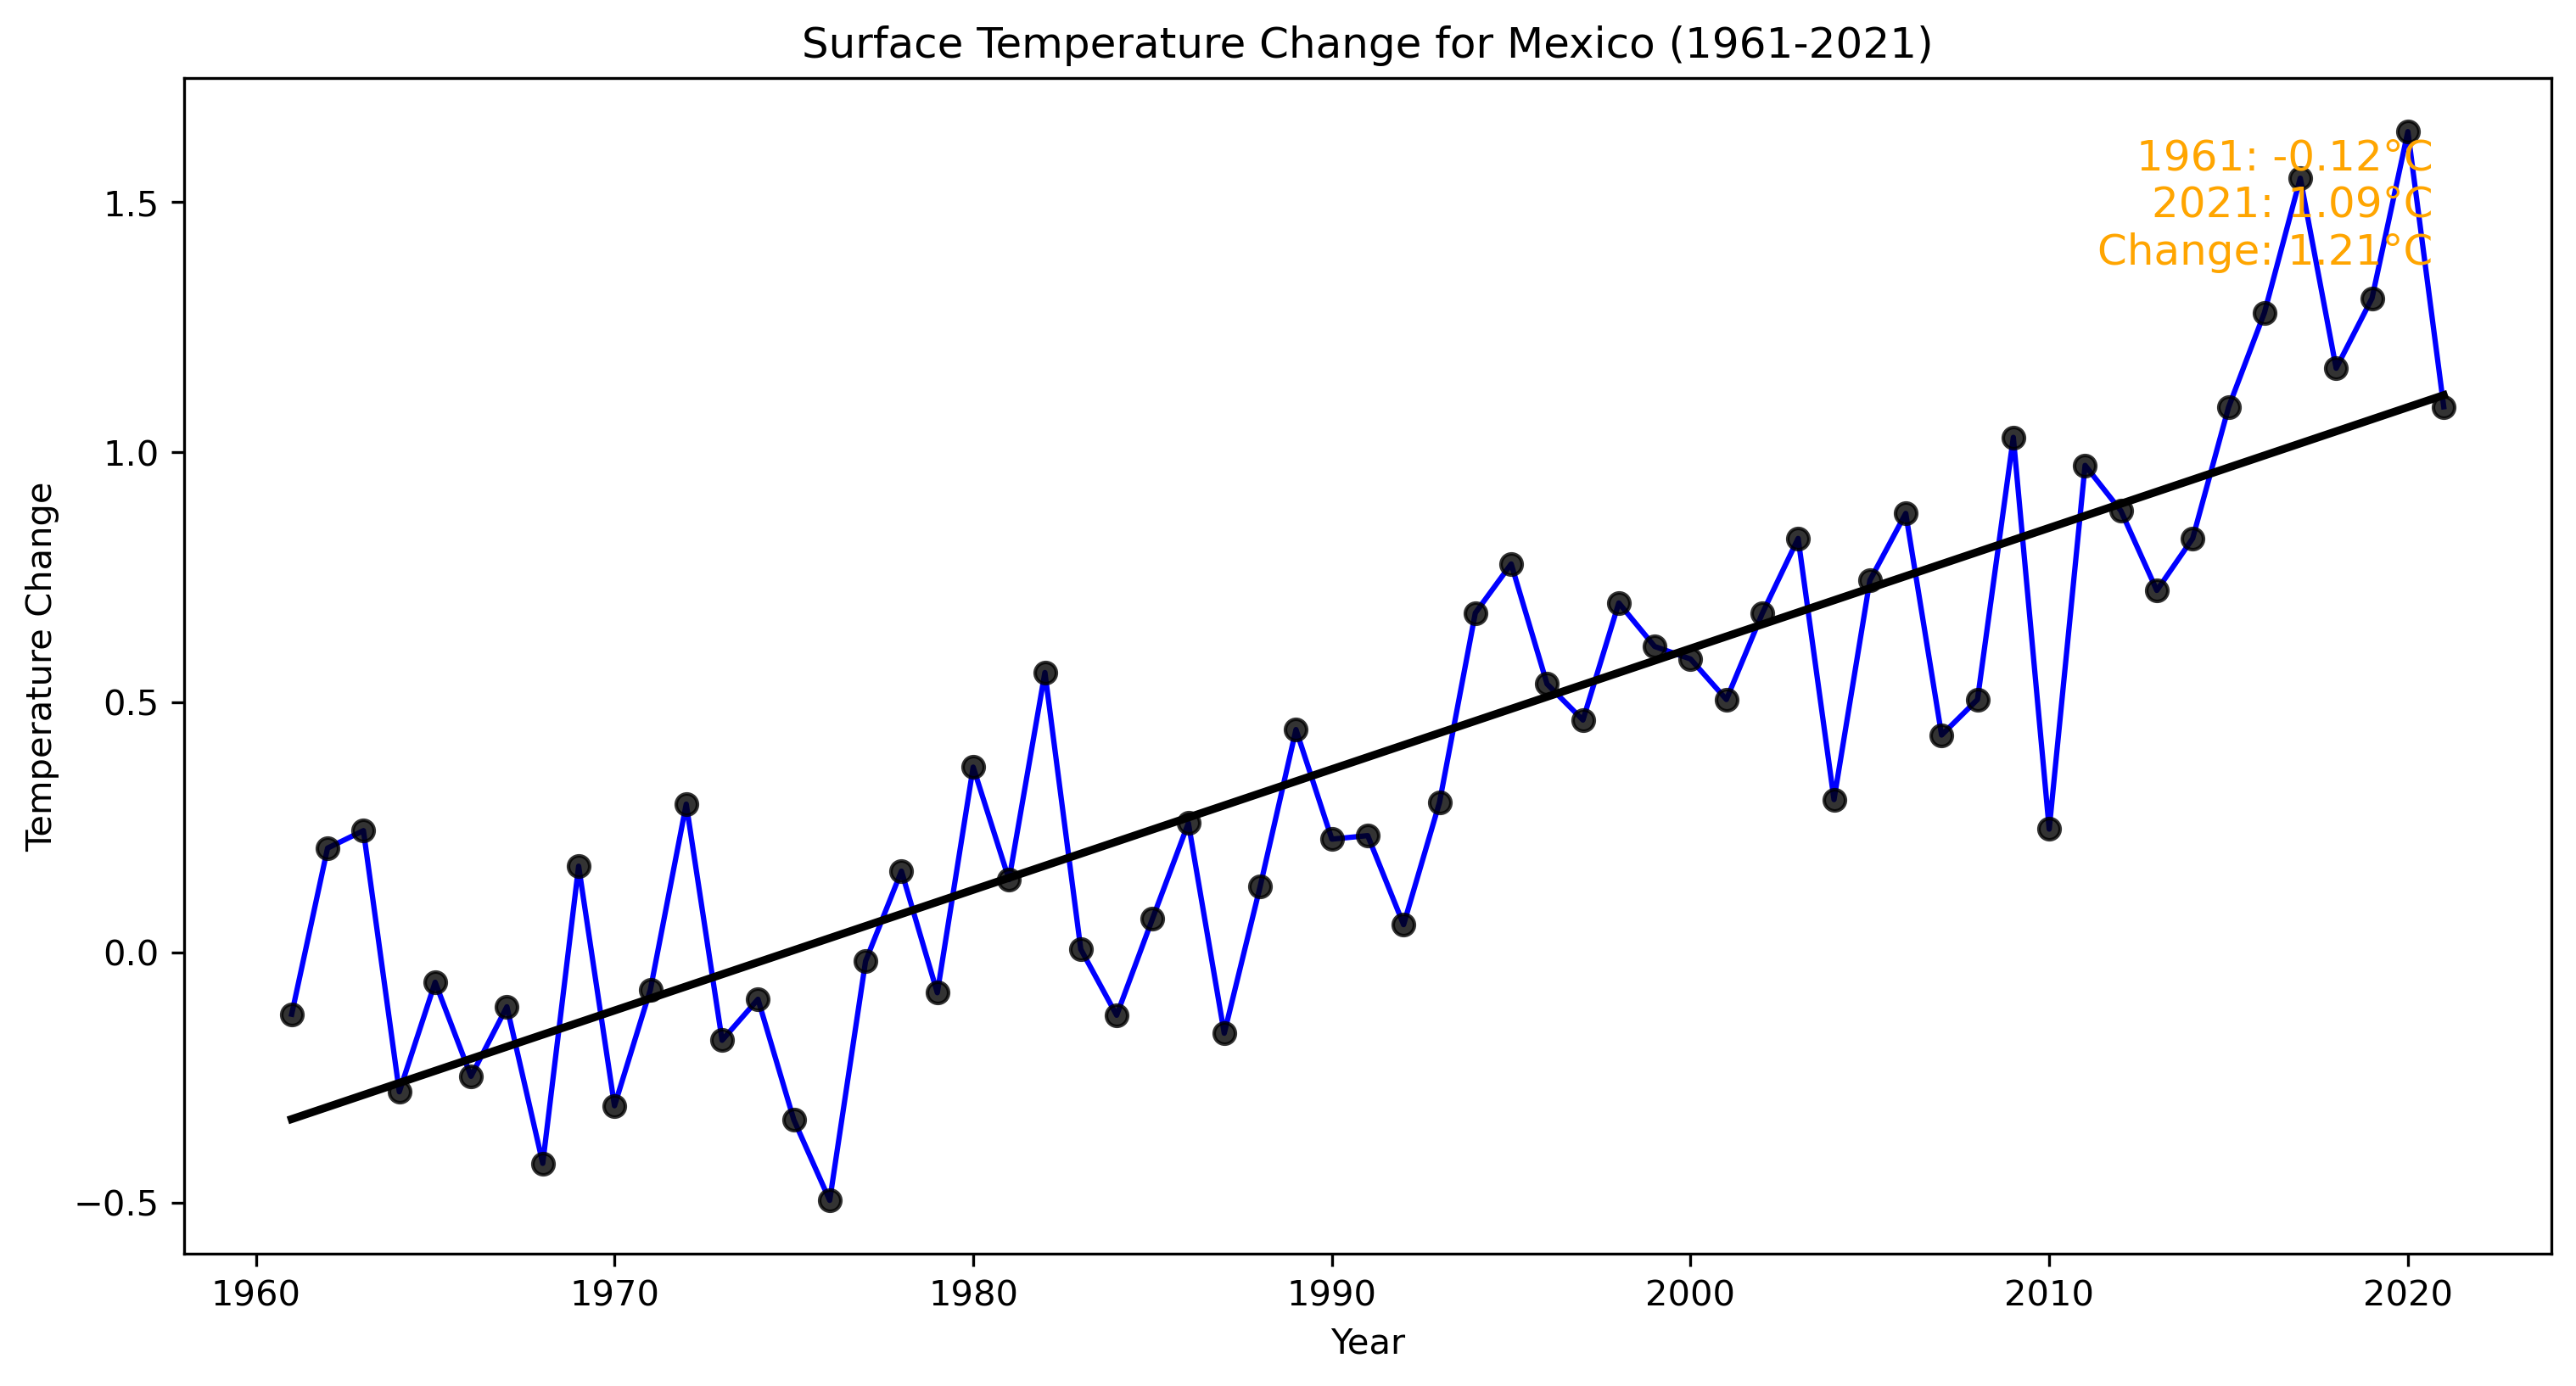 Surface Temperature Change for Mexico (1961-2021)
1961: -0.12°C
2021: 1.09°C
Change: 1.21°C
Temperature Change
1.5
1.0
0.5
0.0
−0.5
1960 1970 1980 1990 2000 2010 2020
Year